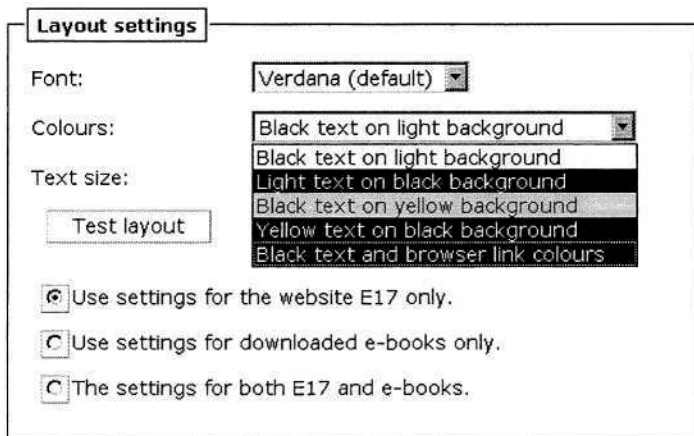 Layout settings
Font: Verdana (default)
Colours: Black text on light background
Black text on light background
Text size: Light text on black background
Black text on yellow background
Test layout Yellow text on black background
Black text and browser link colours
Use settings for the website E17 only.
Use settings for downloaded e-books only.
The settings for both E17 and e-books.